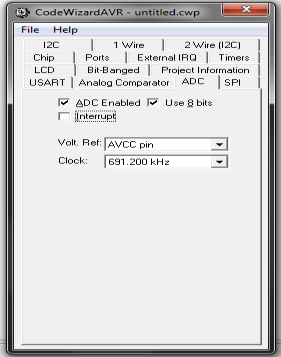 CodeWizardAVR - untitled.cwp
File Help
I2C 1 Wire 2 Wire (I2C)
Chip Ports External IRQ Timers
LCD Bit-Banged Project Information
USART Analog Comparator ADC SPI
ADC Enabled Use 8 bits
Interrupt
Volt. Ref: AVCC pin
Clock: 691.200 kHz